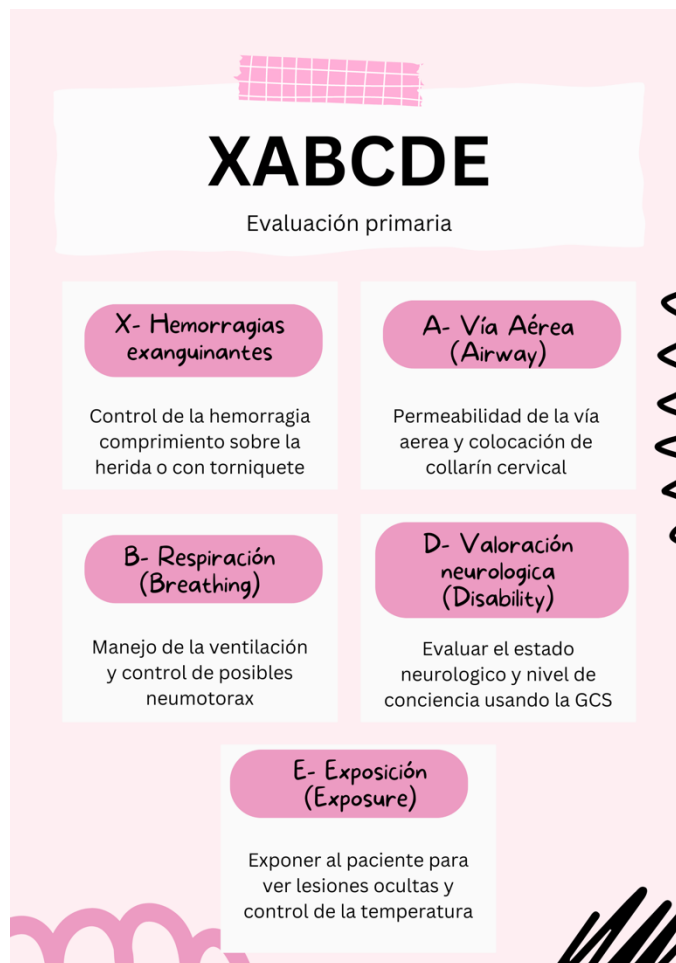 XABCDE
Evaluación primaria
X- Hemorragias
exanguinantes
Control de la hemorragia
comprimiento sobre la
herida o con torniquete
A- Vía Aérea
(Airway)
Permeabilidad de la vía
aerea y colocación de
collarín cervical
B- Respiración
(Breathing)
Manejo de la ventilación
y control de posibles
neumotorax
D- Valoración
neurologica
(Disability)
Evaluar el estado
neurologico y nivel de
conciencia usando la GCS
E- Exposición
(Exposure)
Exponer al paciente para
ver lesiones ocultas y
control de la temperatura